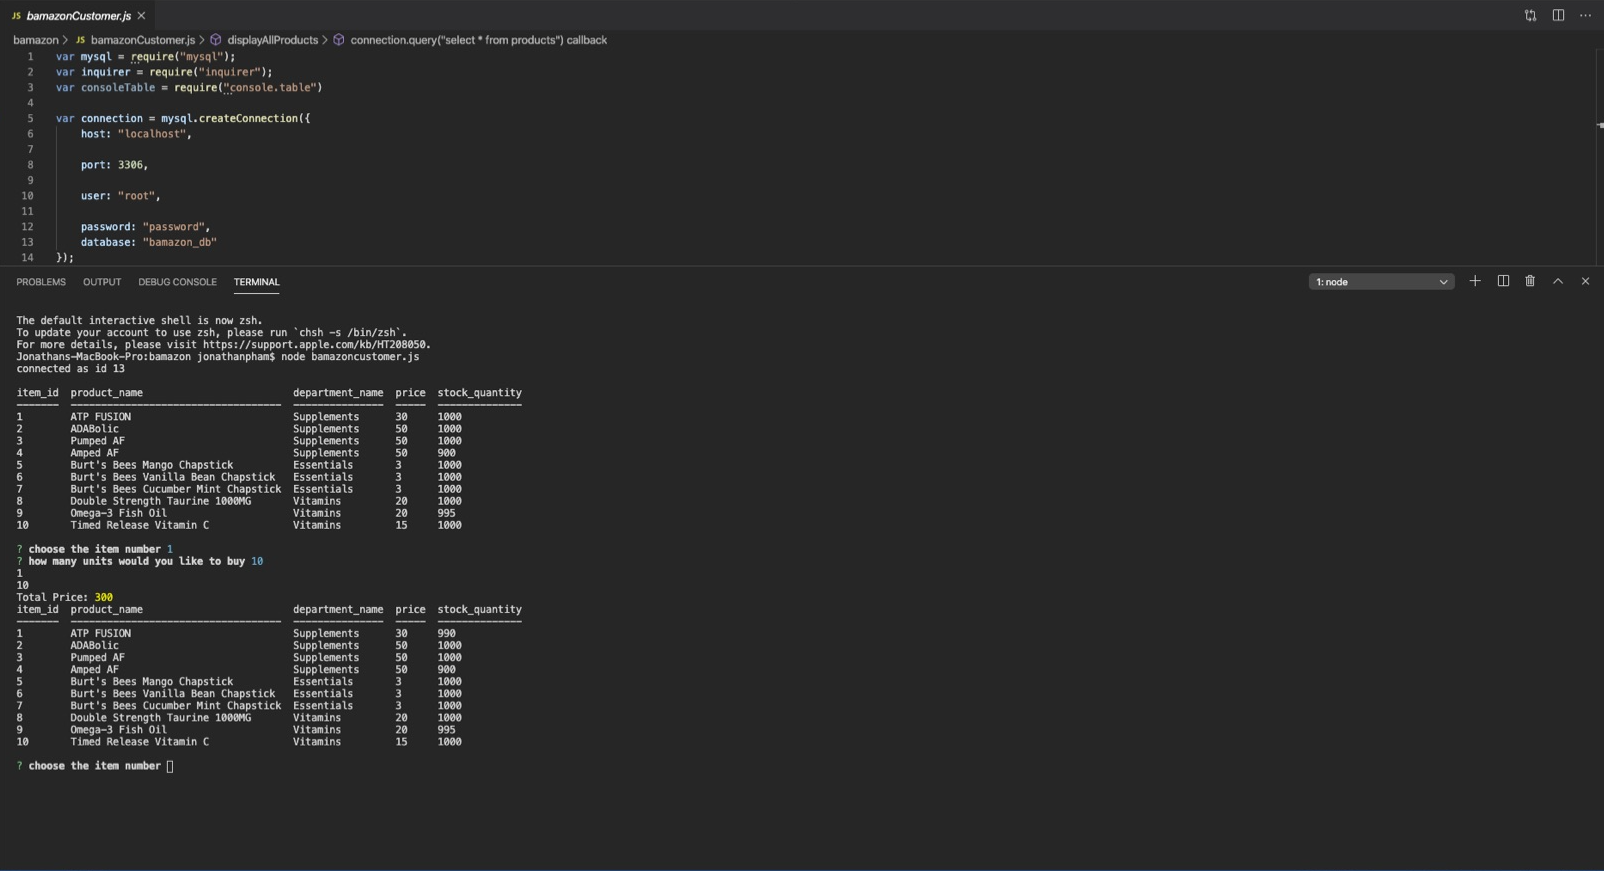 JS bamazonCustomer.js ×
bamazon > JS bamazonCustomer.js > displayAllProducts > connection.query("select * from products") callback
1 var mysql = require("mysql");
2 var inquirer = require("inquirer");
3 var consoleTable = require("console.table")
4
5 var connection = mysql.createConnection({
6 host: "localhost",
7
8 port: 3306,
9
10 user: "root",
11
12 password: "password",
13 database: "bamazon_db"
14 });
PROBLEMS OUTPUT DEBUG CONSOLE TERMINAL 1: node
The default interactive shell is now zsh.
To update your account to use zsh, please run `chsh -s /bin/zsh`.
For more details, please visit https://support.apple.com/kb/HT208050.
Jonathans-MacBook-Pro:bamazon jonathanpham$ node bamazoncustomer.js
connected as id 13
item_id product_name department_name price stock_quantity
1 ATP FUSION Supplements 30 1000
2 ADABolic Supplements 50 1000
3 Pumped AF Supplements 50 1000
4 Amped AF Supplements 50 900
5 Burt's Bees Mango Chapstick Essentials 3 1000
6 Burt's Bees Vanilla Bean Chapstick Essentials 3 1000
7 Burt's Bees Cucumber Mint Chapstick Essentials 3 1000
8 Double Strength Taurine 1000MG Vitamins 20 1000
9 Omega-3 Fish Oil Vitamins 20 995
10 Timed Release Vitamin C Vitamins 15 1000
? choose the item number 1
? how many units would you like to buy 10
1
10
Total Price: 300
item_id product_name department_name price stock_quantity
1 ATP FUSION Supplements 30 990
2 ADABolic Supplements 50 1000
3 Pumped AF Supplements 50 1000
4 Amped AF Supplements 50 900
5 Burt's Bees Mango Chapstick Essentials 3 1000
6 Burt's Bees Vanilla Bean Chapstick Essentials 3 1000
7 Burt's Bees Cucumber Mint Chapstick Essentials 3 1000
8 Double Strength Taurine 1000MG Vitamins 20 1000
9 Omega-3 Fish Oil Vitamins 20 995
10 Timed Release Vitamin C Vitamins 15 1000
? choose the item number